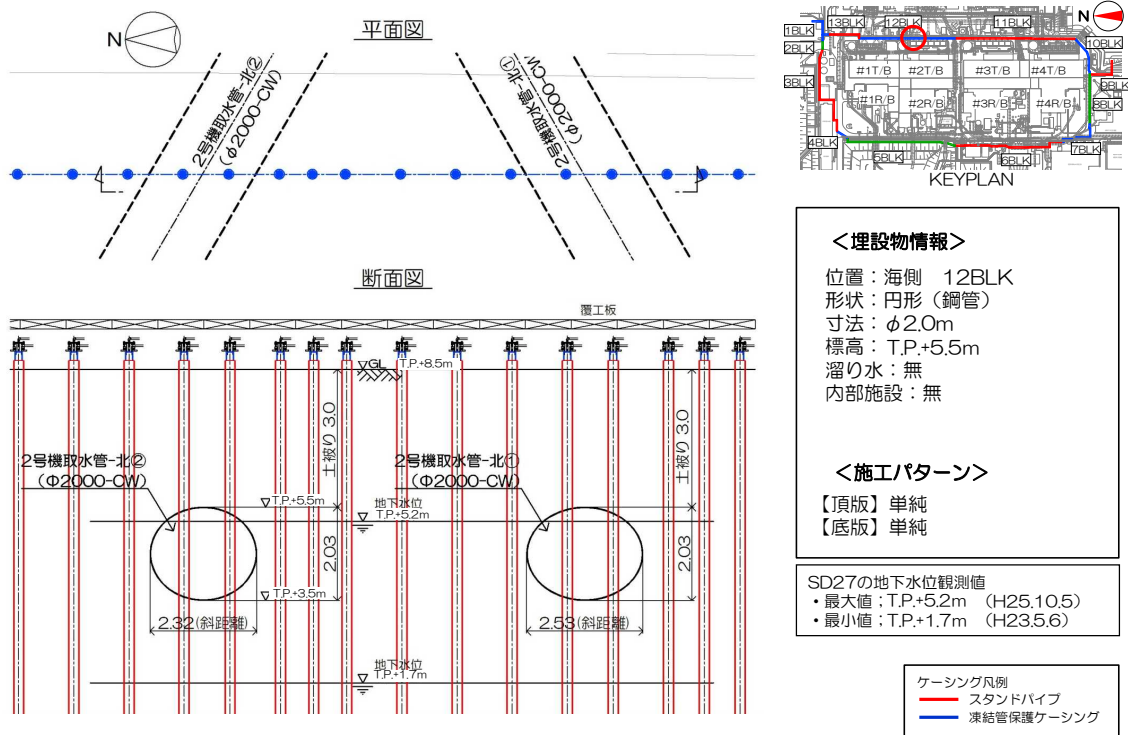 平面図
N
2号機取水管-北②
(φ2000-CW)
2号機取水管-北①
(φ2000-CW)
断面図
覆工板
GL
T.P.+8.5m
土被り 3.0
土被り 3.0
2号機取水管-北②
(Φ2000-CW)
2号機取水管-北①
(Φ2000-CW)
T.P.+5.5m
地下水位
T.P.+5.2m
2.03
2.03
T.P.+3.5m
2.32(斜距離)
2.53(斜距離)
地下水位
T.P.+1.7m
N
1BLK
13BLK
12BLK
11BLK
2BLK
10BLK
3BLK
#1T/B
#2T/B
#3T/B
#4T/B
9BLK
#1R/B
#2R/B
#3R/B
#4R/B
8BLK
4BLK
5BLK
6BLK
7BLK
KEYPLAN
<埋設物情報>
位置：海側 12BLK
形状：円形（鋼管）
寸法：φ2.0m
標高：T.P.+5.5m
溜り水：無
内部施設：無
<施工パターン>
【頂版】単純
【底版】単純
SD27の地下水位観測値
・最大値；T.P.+5.2m （H25.10.5）
・最小値；T.P.+1.7m （H23.5.6）
ケーシング凡例
スタンドパイプ
凍結管保護ケーシング